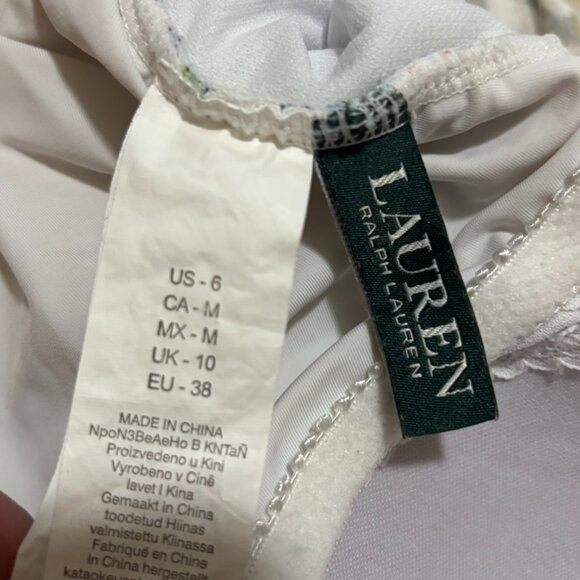 US - 6
CA - M
MX - M
UK - 10
EU - 38
MADE IN CHINA
NpoN3BeAeHo B KNTaÑ
Proizvedeno u Kini
Vyrobeno v Číně
lavet I Kina
Gemaakt in China
toodetud Hiinas
valmistettu Kiinassa
Fabriqué en Chine
In China hergestellt
LAUREN
RALPH LAUREN